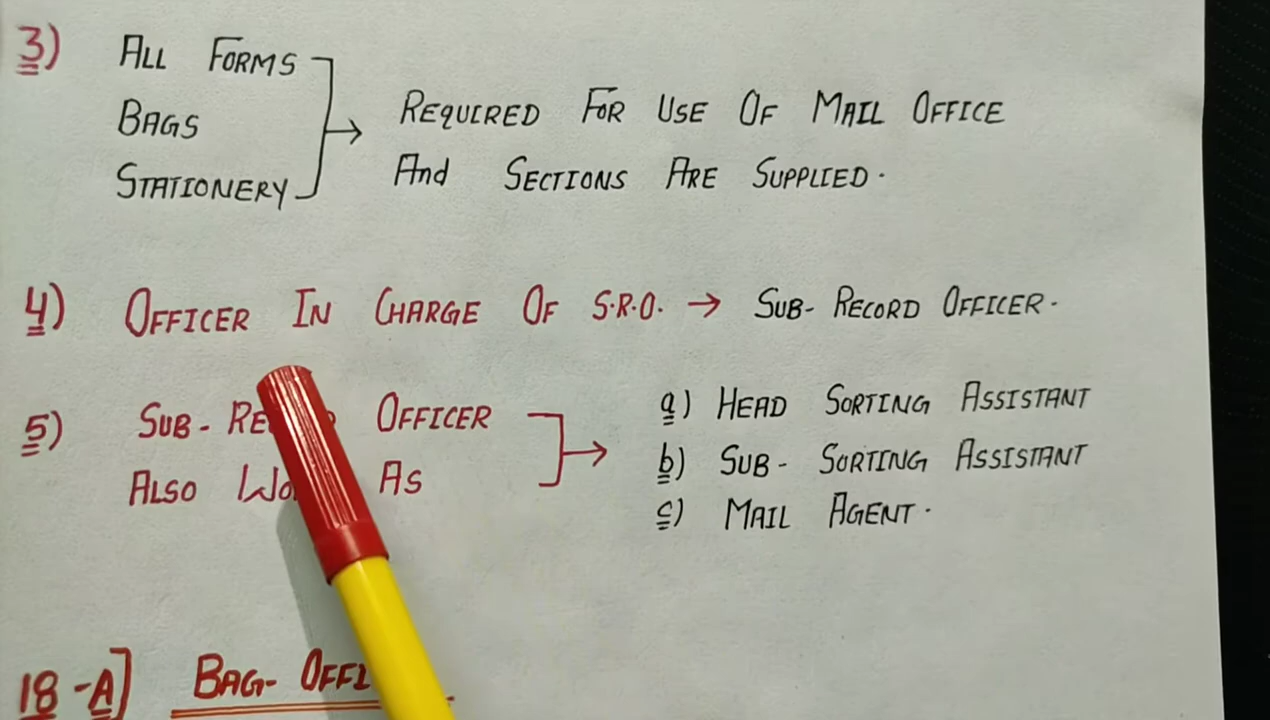 3) ALL FORMS
BAGS
STATIONERY
→ REQUIRED FOR USE OF MAIL OFFICE
And SECTIONS ARE SUPPLIED.
4) OFFICER IN CHARGE OF S.R.O. → SUB- RECORD OFFICER.
5) SUB- OFFICER
ALSO AS
→ a) HEAD SORTING ASSISTANT
b) SUB- SORTING ASSISTANT
c) MAIL AGENT.
18-A] BAG-